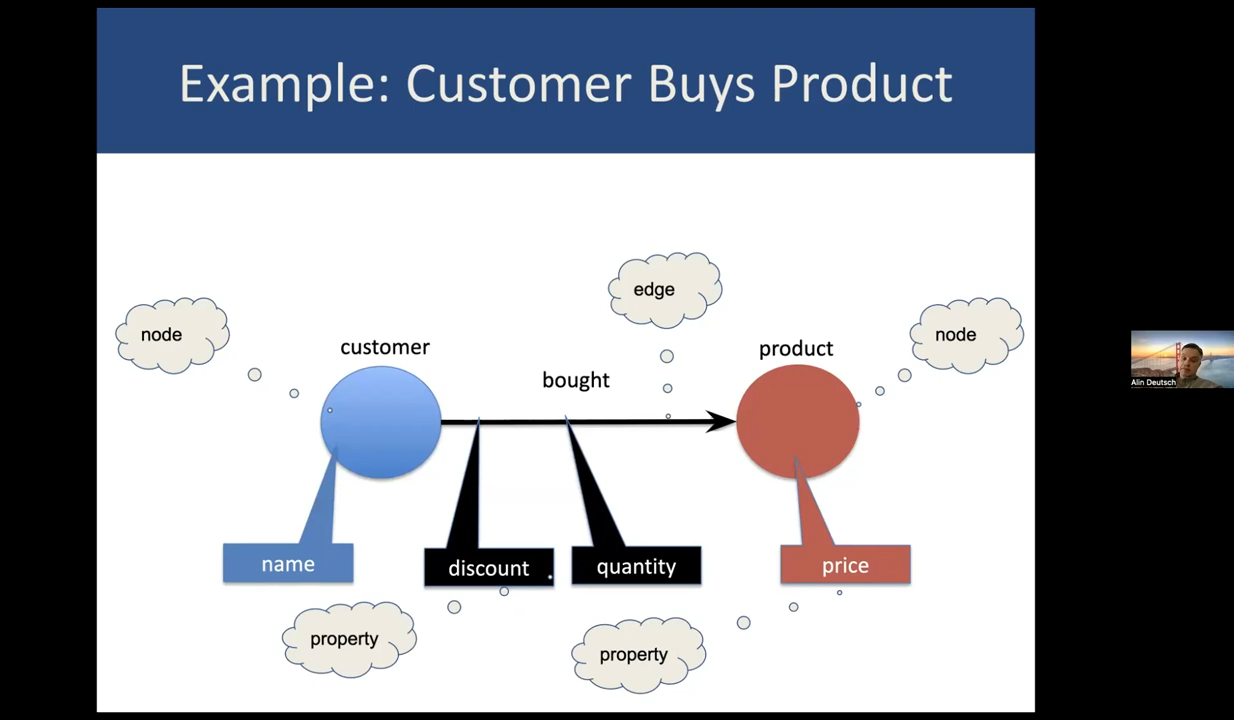 Example: Customer Buys Product
edge
node
node
customer
product
bought
Alin Deutsch
name
discount
quantity
price
property
property